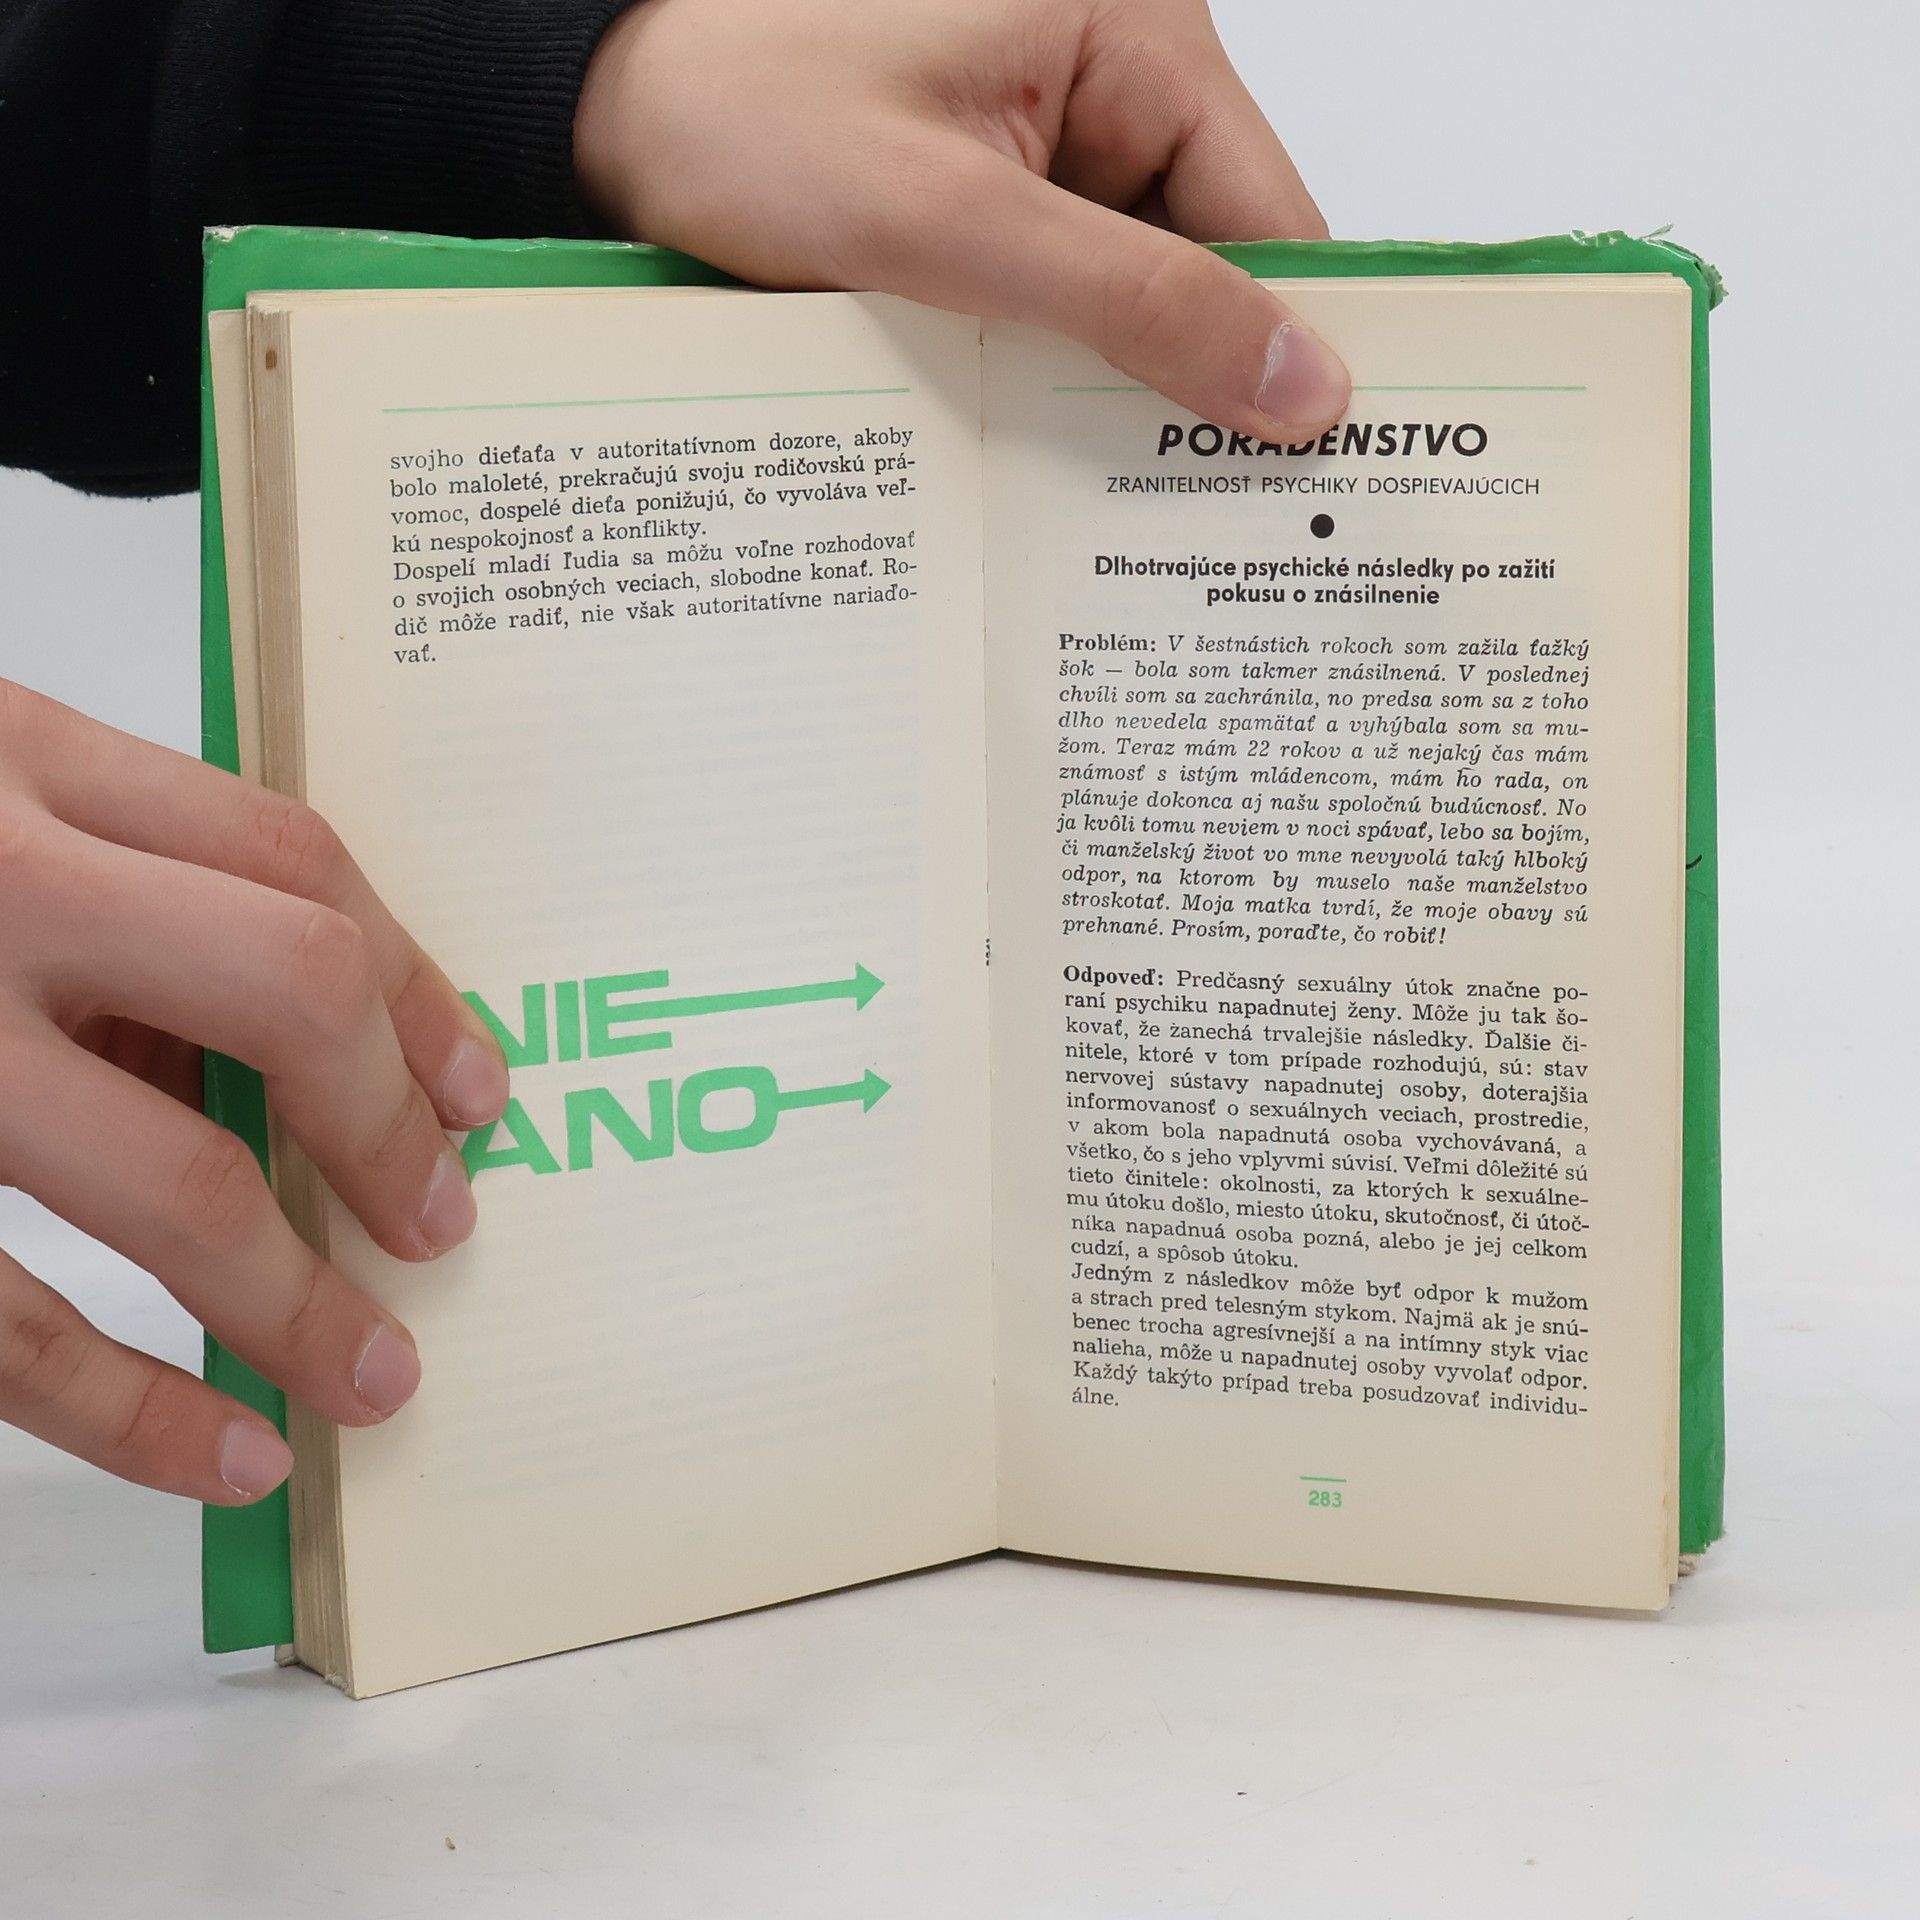 svojho dieťaťa v autoritatívnom dozore, akoby
bolo maloleté, prekračujú svoju rodičovskú prá-
vomoc, dospelé dieťa ponižujú, čo vyvoláva veľ-
kú nespokojnosť a konflikty.
Dospelí mladí ľudia sa môžu voľne rozhodovať
o svojich osobných veciach, slobodne konať. Ro-
dič môže radiť, nie však autoritatívne nariaďo-
vať.
NIE
ANO
PORADENSTVO
ZRANITELNOSŤ PSYCHIKY DOSPIEVAJÚCICH
Dlhotrvajúce psychické následky po zažití
pokusu o znásilnenie
Problém: V šestnástich rokoch som zažila ťažký
šok — bola som takmer znásilnená. V poslednej
chvíli som sa zachránila, no predsa som sa z toho
dlho nevedela spamätať a vyhýbala som sa mu-
žom. Teraz mám 22 rokov a už nejaký čas mám
známosť s istým mládencom, mám ho rada, on
plánuje dokonca aj našu spoločnú budúcnosť. No
ja kvôli tomu neviem v noci spávať, lebo sa bojím,
či manželský život vo mne nevyvolá taký hlboký
odpor, na ktorom by muselo naše manželstvo
stroskotať. Moja matka tvrdí, že moje obavy sú
prehnané. Prosím, poraďte, čo robiť!
Odpoveď: Predčasný sexuálny útok značne po-
raní psychiku napadnutej ženy. Môže ju tak šo-
kovať, že zanechá trvalejšie následky. Ďalšie či-
nitele, ktoré v tom prípade rozhodujú, sú: stav
nervovej sústavy napadnutej osoby, doterajšia
informovanosť o sexuálnych veciach, prostredie,
v akom bola napadnutá osoba vychovávaná, a
všetko, čo s jeho vplyvmi súvisí. Veľmi dôležité sú
tieto činitele: okolnosti, za ktorých k sexuálne-
mu útoku došlo, miesto útoku, skutočnosť, či útoč-
níka napadnuá osoba pozná, alebo je jej celkom
cudzí, a spôsob útoku.
Jedným z následkov môže byť odpor k mužom
a strach pred telesným stykom. Najmä ak je snú-
benec trocha agresívnejší a na intímny styk viac
nalieha, môže u napadnutej osoby vyvolať odpor.
Každý takýto prípad treba posudzovať individu-
álne.
283